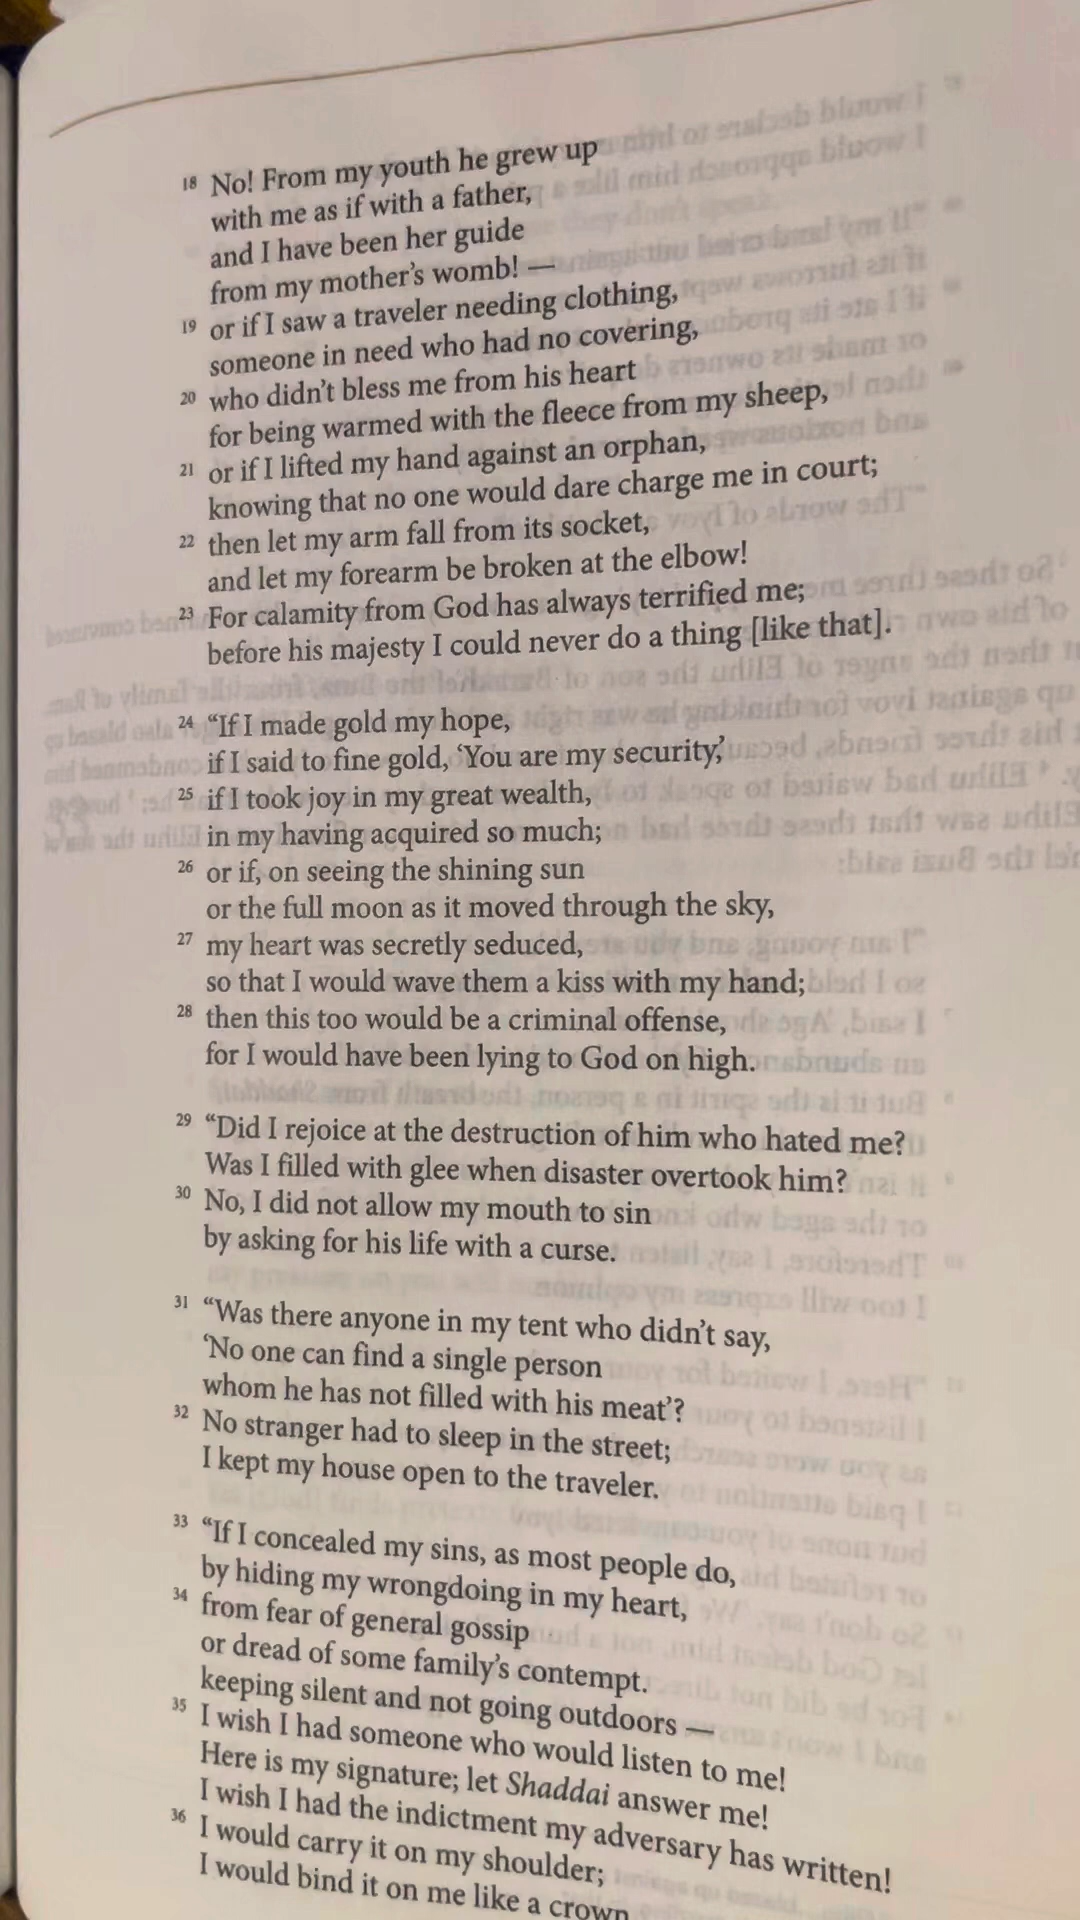 18 No! From my youth he grew up
with me as if with a father,
and I have been her guide
from my mother's womb! —
19 or if I saw a traveler needing clothing,
someone in need who had no covering,
20 who didn't bless me from his heart
for being warmed with the fleece from my sheep,
21 or if I lifted my hand against an orphan,
knowing that no one would dare charge me in court;
22 then let my arm fall from its socket,
and let my forearm be broken at the elbow!
23 For calamity from God has always terrified me;
before his majesty I could never do a thing [like that].
24 “If I made gold my hope,
if I said to fine gold, ‘You are my security,’
25 if I took joy in my great wealth,
in my having acquired so much;
26 or if, on seeing the shining sun
or the full moon as it moved through the sky,
27 my heart was secretly seduced,
so that I would wave them a kiss with my hand;
28 then this too would be a criminal offense,
for I would have been lying to God on high.
29 “Did I rejoice at the destruction of him who hated me?
Was I filled with glee when disaster overtook him?
30 No, I did not allow my mouth to sin
by asking for his life with a curse.
31 “Was there anyone in my tent who didn't say,
‘No one can find a single person
whom he has not filled with his meat’?
32 No stranger had to sleep in the street;
I kept my house open to the traveler.
33 “If I concealed my sins, as most people do,
by hiding my wrongdoing in my heart,
34 from fear of general gossip
or dread of some family's contempt.
keeping silent and not going outdoors —
35 I wish I had someone who would listen to me!
Here is my signature; let Shaddai answer me!
I wish I had the indictment my adversary has written!
36 I would carry it on my shoulder;
I would bind it on me like a crown